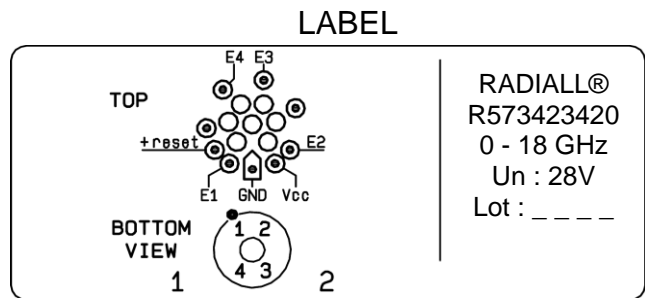 LABEL
E4 E3
TOP
+reset
E2
E1 GND Vcc
BOTTOM
VIEW
1 2
4 3
1 2
RADIALL®
R573423420
0 - 18 GHz
Un : 28V
Lot : _ _ _ _